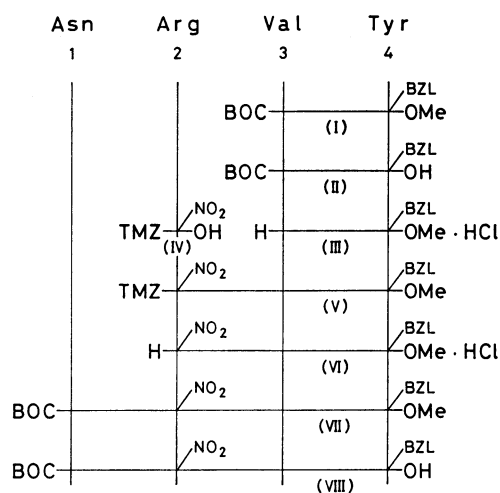 Asn Arg Val Tyr
1 2 3 4
BZL
BOC OMe
(I)
BZL
BOC OH
(II)
NO₂ BZL
TMZ OH H OMe · HCl
(IV) (III)
NO₂ BZL
TMZ OMe
(V)
NO₂ BZL
H OMe · HCl
(VI)
NO₂ BZL
BOC OMe
(VII)
NO₂ BZL
BOC OH
(VIII)